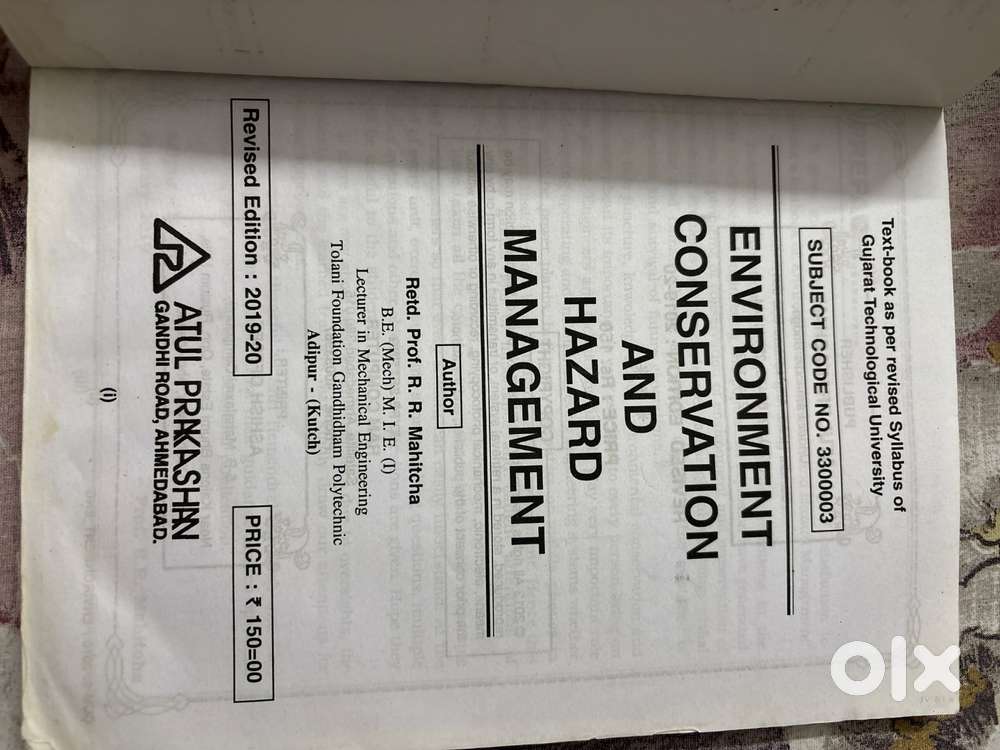 Text-book as per revised Syllabus of
Gujarat Technological University
SUBJECT CODE NO. 3300003
ENVIRONMENT
CONSERVATION
AND
HAZARD
MANAGEMENT
Author
Retd. Prof. R. R. Mahitcha
B.E. (Mech) M. I. E. (I)
Lecturer in Mechanical Engineering
Tolani Foundation Gandhidham Polytechnic
Adipur - (Kutch)
Revised Edition : 2019-20
PRICE : ₹ 150=00
ATUL PRAKASHAN
GANDHI ROAD, AHMEDABAD.
(i)
olx